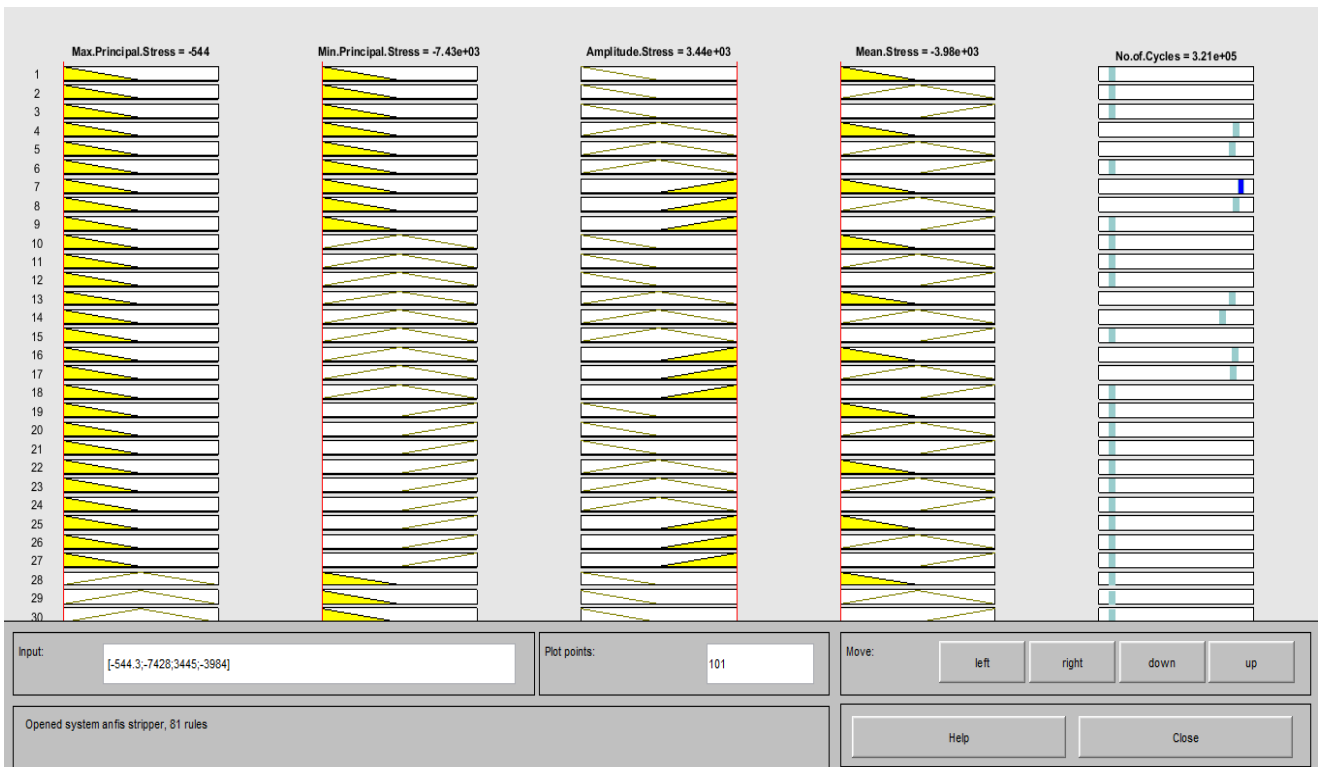 Max.Principal.Stress = -544
Min.Principal.Stress = -7.43e+03
Amplitude.Stress = 3.44e+03
Mean.Stress = -3.98e+03
No.of.Cycles = 3.21e+05
1
2
3
4
5
6
7
8
9
10
11
12
13
14
15
16
17
18
19
20
21
22
23
24
25
26
27
28
29
30
Input:
[-544.3;-7428;3445;-3984]
Plot points:
101
Move:
left
right
down
up
Opened system anfis stripper, 81 rules
Help
Close